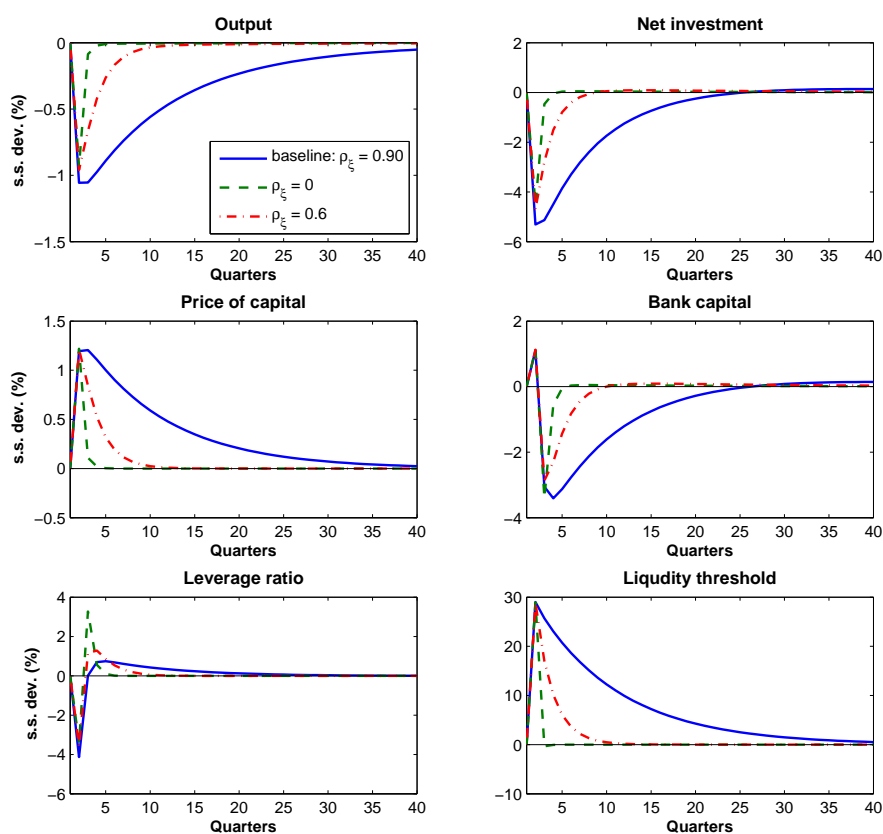 Output
Net investment
0
−0.5
−1
−1.5
s.s. dev. (%)
baseline: ρξ = 0.90
ρξ = 0
ρξ = 0.6
5 10 15 20 25 30 35 40
Quarters
2
0
−2
−4
−6
5 10 15 20 25 30 35 40
Quarters
Price of capital
Bank capital
1.5
1
0.5
0
−0.5
s.s. dev. (%)
5 10 15 20 25 30 35 40
Quarters
2
0
−2
−4
5 10 15 20 25 30 35 40
Quarters
Leverage ratio
Liqudity threshold
4
2
0
−2
−4
−6
s.s. dev. (%)
5 10 15 20 25 30 35 40
Quarters
30
20
10
0
−10
5 10 15 20 25 30 35 40
Quarters